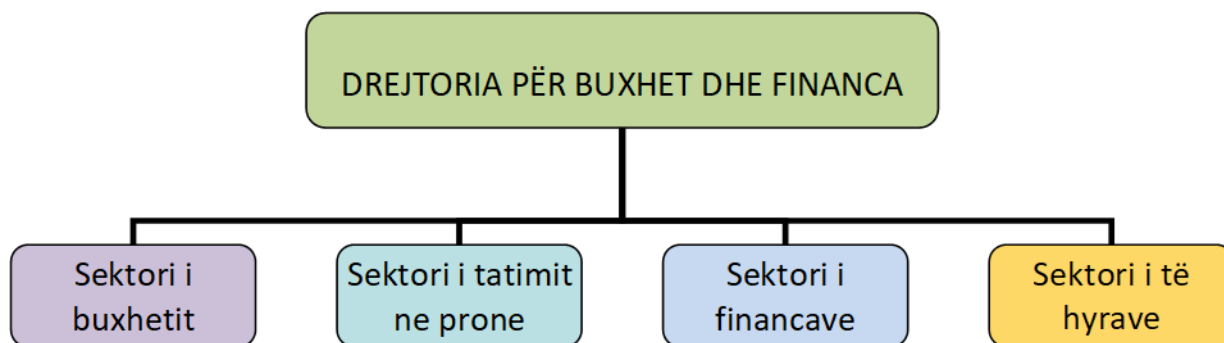 DREJTORIA PËR BUXHET DHE FINANCA
Sektori i
buxhetit
Sektori i tatimit
ne prone
Sektori i
financave
Sektori i të
hyrave